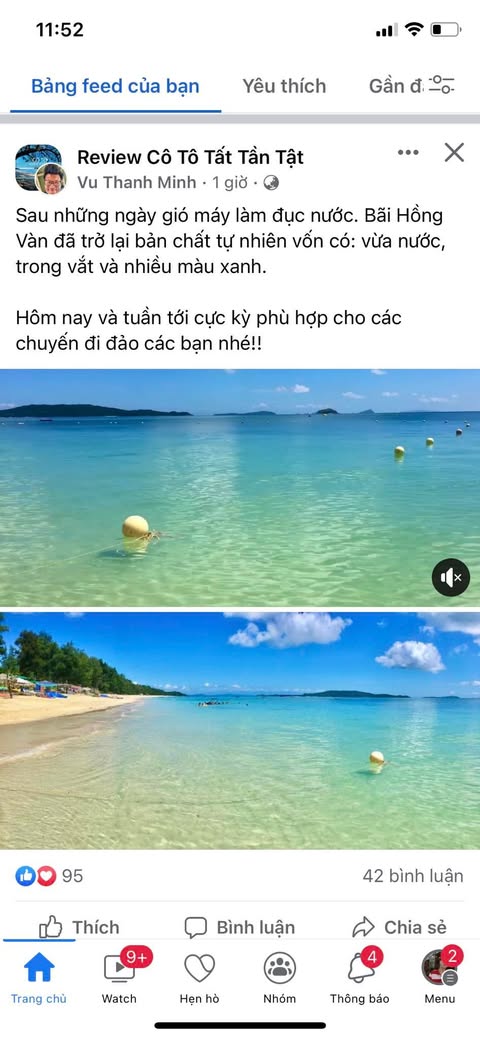 11:52
Bảng feed của bạn
Yêu thích
Gần đ
Review Cô Tô Tất Tần Tật
Vu Thanh Minh · 1 giờ ·
Sau những ngày gió máy làm đục nước. Bãi Hồng
Vàn đã trở lại bản chất tự nhiên vốn có: vừa nước,
trong vắt và nhiều màu xanh.
Hôm nay và tuần tới cực kỳ phù hợp cho các
chuyến đi đảo các bạn nhé!!
95
42 bình luận
Thích
Bình luận
Chia sẻ
9+
4
2
Trang chủ
Watch
Hẹn hò
Nhóm
Thông báo
Menu